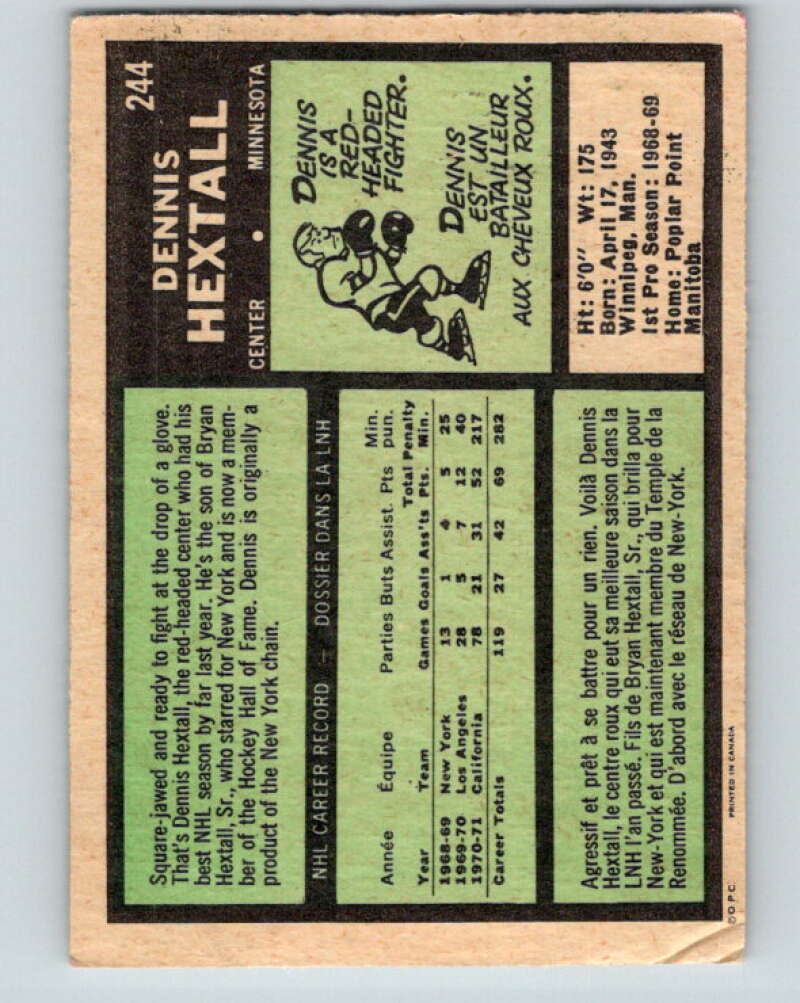 244
DENNIS
HEXTALL
CENTER • MINNESOTA
Square-jawed and ready to fight at the drop of a glove.
That's Dennis Hextall, the red-headed center who had his
best NHL season by far last year. He's the son of Bryan
Hextall, Sr., who starred for New York and is now a mem-
ber of the Hockey Hall of Fame. Dennis is originally a
product of the New York chain.
DENNIS
IS A
RED-
HEADED
FIGHTER.
DENNIS
EST UN
BATAILLEUR
AUX CHEVEUX ROUX.
NHL CAREER RECORD — DOSSIER DANS LA LNH
Min.
Année Équipe Parties Buts Assist. Pts pun.
Total Penalty
Year Team Games Goals Ass'ts Pts. Min.
1968-69 New York 13 1 4 5 25
1969-70 Los Angeles 28 5 7 12 40
1970-71 California 78 21 31 52 217
Career Totals 119 27 42 69 282
Ht: 6'0" Wt: 175
Born: April 17, 1943
Winnipeg, Man.
1st Pro Season: 1968-69
Home: Poplar Point
Manitoba
Agressif et prêt à se battre pour un rien. Voilà Dennis
Hextall, le centre roux qui eut sa meilleure saison dans la
LNH l'an passé. Fils de Bryan Hextall, Sr., qui brilla pour
New-York et qui est maintenant membre du Temple de la
Renommée. D'abord avec le réseau de New-York.
© O.P.C. PRINTED IN CANADA